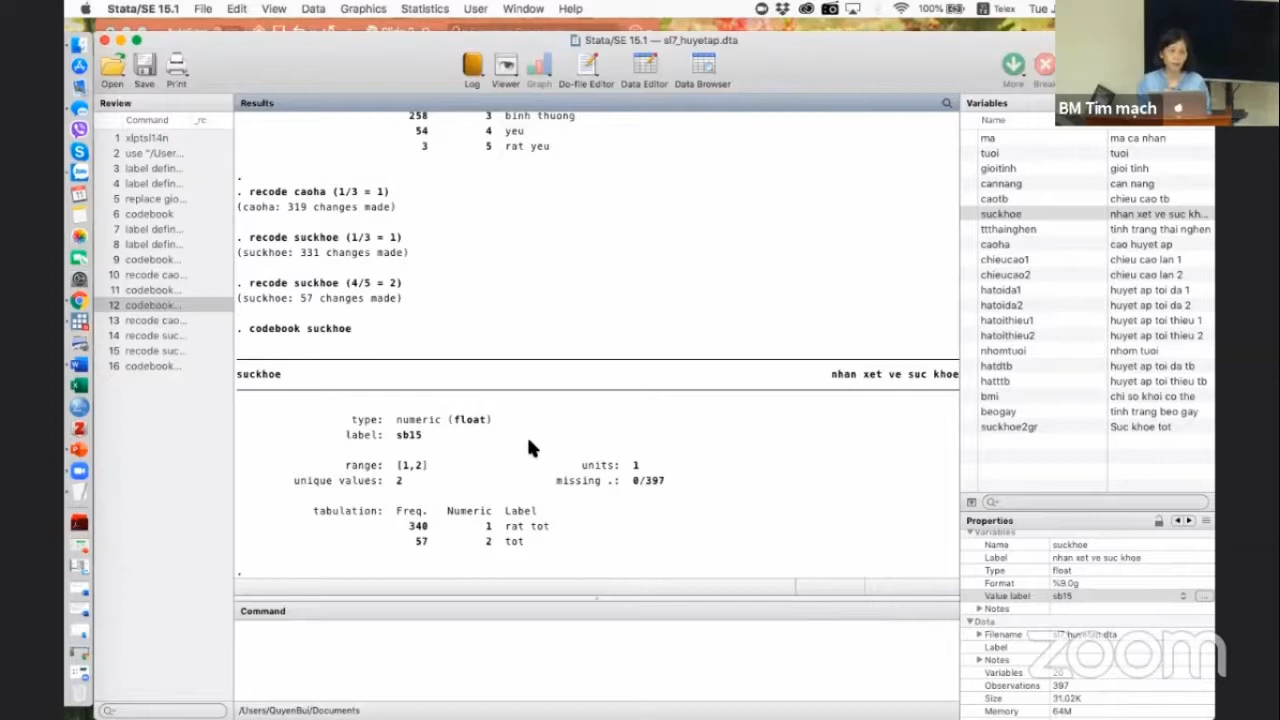 Stata/SE 15.1 File Edit View Data Graphics Statistics User Window Help 100% Telex Tue
Stata/SE 15.1 — sl7_huyetap.dta
Open Save Print Log Viewer Graph Do-file Editor Data Editor Data Browser More
BM Tim mạch
Review
Command _rc
1 xlptsl14n
2 use "/User...
3 label defin...
4 label defin...
5 replace gio...
6 codebook
7 label defin...
8 label defin...
9 codebook...
10 recode cao...
11 codebook...
12 codebook...
13 recode cao...
14 recode suc...
15 recode suc...
16 codebook...
Results
258 3 binh thuong
54 4 yeu
3 5 rat yeu
.
. recode caoha (1/3 = 1)
(caoha: 319 changes made)
. recode suckhoe (1/3 = 1)
(suckhoe: 331 changes made)
. recode suckhoe (4/5 = 2)
(suckhoe: 57 changes made)
. codebook suckhoe
suckhoe nhan xet ve suc khoe
type: numeric (float)
label: sb15
range: [1,2] units: 1
unique values: 2 missing .: 0/397
tabulation: Freq. Numeric Label
340 1 rat tot
57 2 tot
.
Command
/Users/QuyenBui/Documents
Variables
Name
ma ma ca nhan
tuoi tuoi
gioitinh gioi tinh
cannang can nang
caotb chieu cao tb
suckhoe nhan xet ve suc kh...
ttthainghen tinh trang thai nghen
caoha cao huyet ap
chieucao1 chieu cao lan 1
chieucao2 chieu cao lan 2
hatoida1 huyet ap toi da 1
hatoida2 huyet ap toi da 2
hatoithieu1 huyet ap toi thieu 1
hatoithieu2 huyet ap toi thieu 2
nhomtuoi nhom tuoi
hatdtb huyet ap toi da tb
hatttb huyet ap toi thieu tb
bmi chi so khoi co the
beogay tinh trang beo gay
suckhoe2gr Suc khoe tot
Properties
Variables
Name suckhoe
Label nhan xet ve suc khoe
Type float
Format %9.0g
Value label sb15
Notes
Data
Filename sl7_huyetap.dta
Label
Notes
Variables
Observations 397
Size 31.02K
Memory 64M
zoom